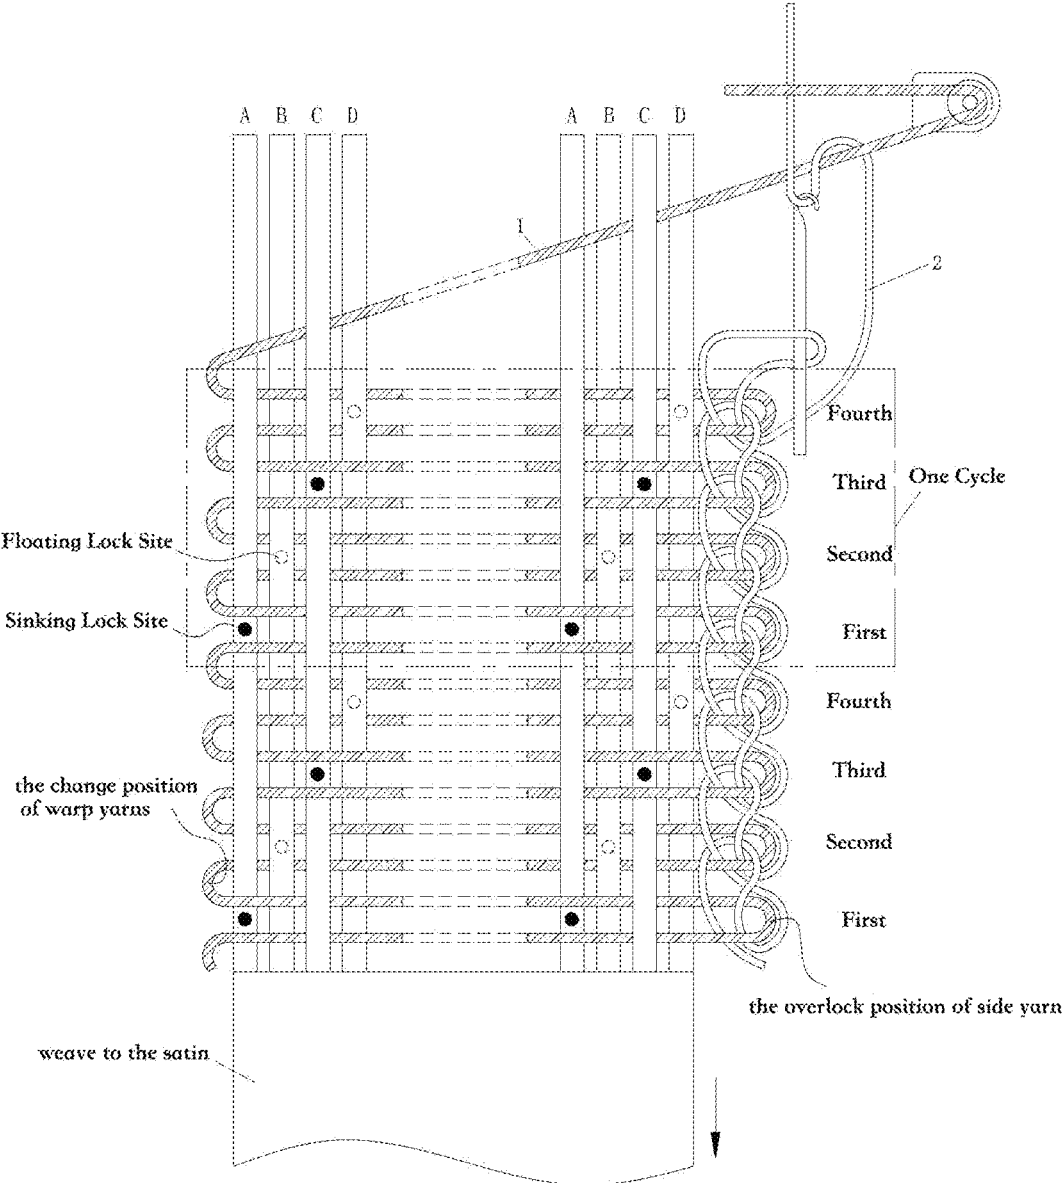 A B C D A B C D
1
2
Fourth
Third
One Cycle
Floating Lock Site
Second
Sinking Lock Site
First
Fourth
Third
the change position
of warp yarns
Second
First
the overlock position of side yarn
weave to the satin